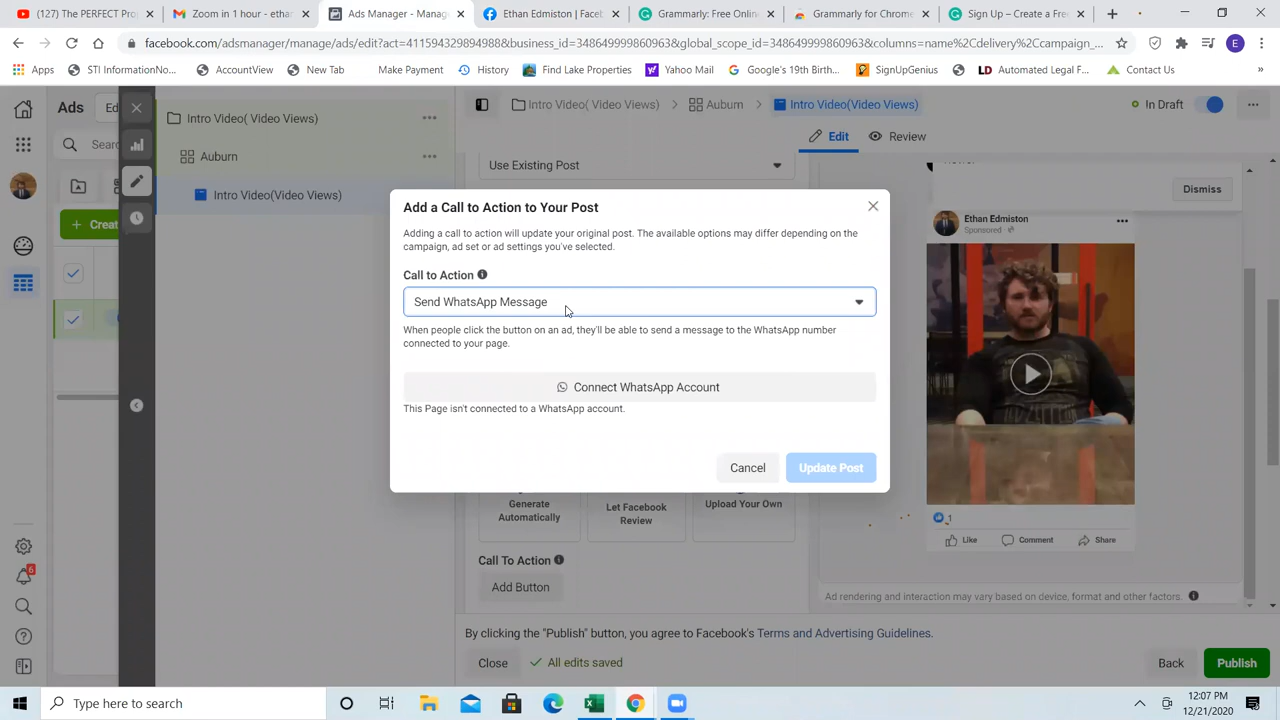 (127) The PERFECT Pro
Zoom in 1 hour - ethan
Ads Manager - Manag
Ethan Edmiston | Face
Grammarly: Free Onlin
Grammarly for Chrome
Sign Up – Create a Free
facebook.com/adsmanager/manage/ads/edit?act=411594329894988&business_id=348649999860963&global_scope_id=348649999860963&columns=name%2Cdelivery%2Ccampaign_...
E
Apps
STI InformationNo...
AccountView
New Tab
Make Payment
History
Find Lake Properties
Yahoo Mail
Google's 19th Birth...
SignUpGenius
LD Automated Legal F...
Contact Us
»
Ads
Intro Video( Video Views)
Intro Video( Video Views)
Auburn
Intro Video(Video Views)
In Draft
Edit
Review
Auburn
Intro Video(Video Views)
Use Existing Post
Dismiss
Ethan Edmiston
Sponsored
Add a Call to Action to Your Post
Adding a call to action will update your original post. The available options may differ depending on the
campaign, ad set or ad settings you've selected.
Call to Action
Send WhatsApp Message
When people click the button on an ad, they'll be able to send a message to the WhatsApp number
connected to your page.
Connect WhatsApp Account
This Page isn't connected to a WhatsApp account.
Cancel
Update Post
Generate
Automatically
Let Facebook
Review
Upload Your Own
1
Like
Comment
Share
Call To Action
Add Button
Ad rendering and interaction may vary based on device, format and other factors.
6
By clicking the "Publish" button, you agree to Facebook's Terms and Advertising Guidelines.
Close
All edits saved
Back
Publish
Type here to search
12:07 PM
12/21/2020